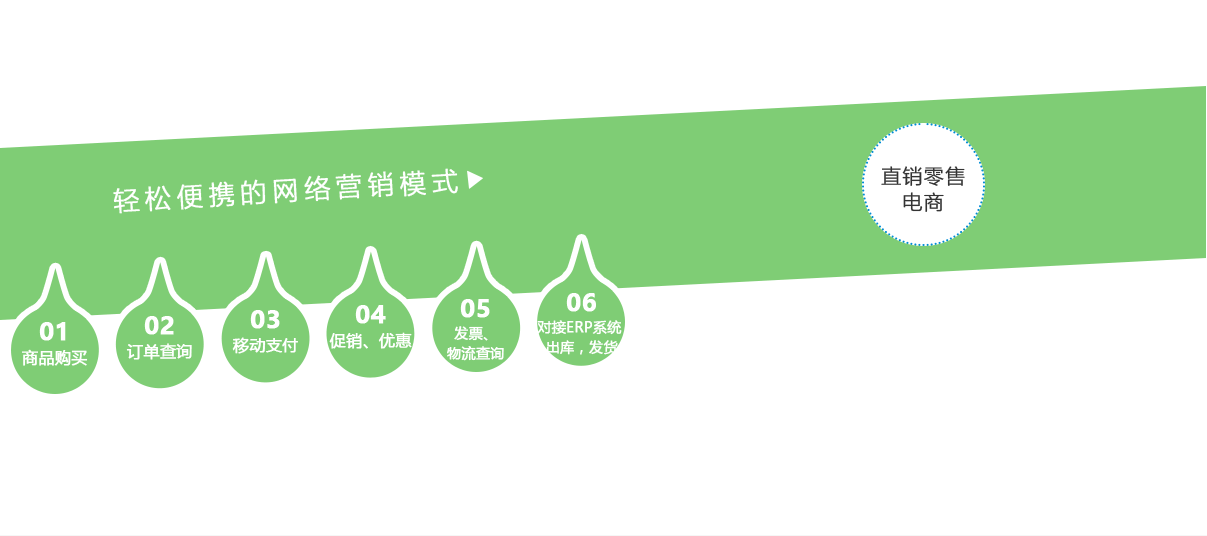 轻松便携的网络营销模式
直销零售
电商
01
商品购买
02
订单查询
03
移动支付
04
促销、优惠
05
发票、
物流查询
06
对接ERP系统
出库，发货